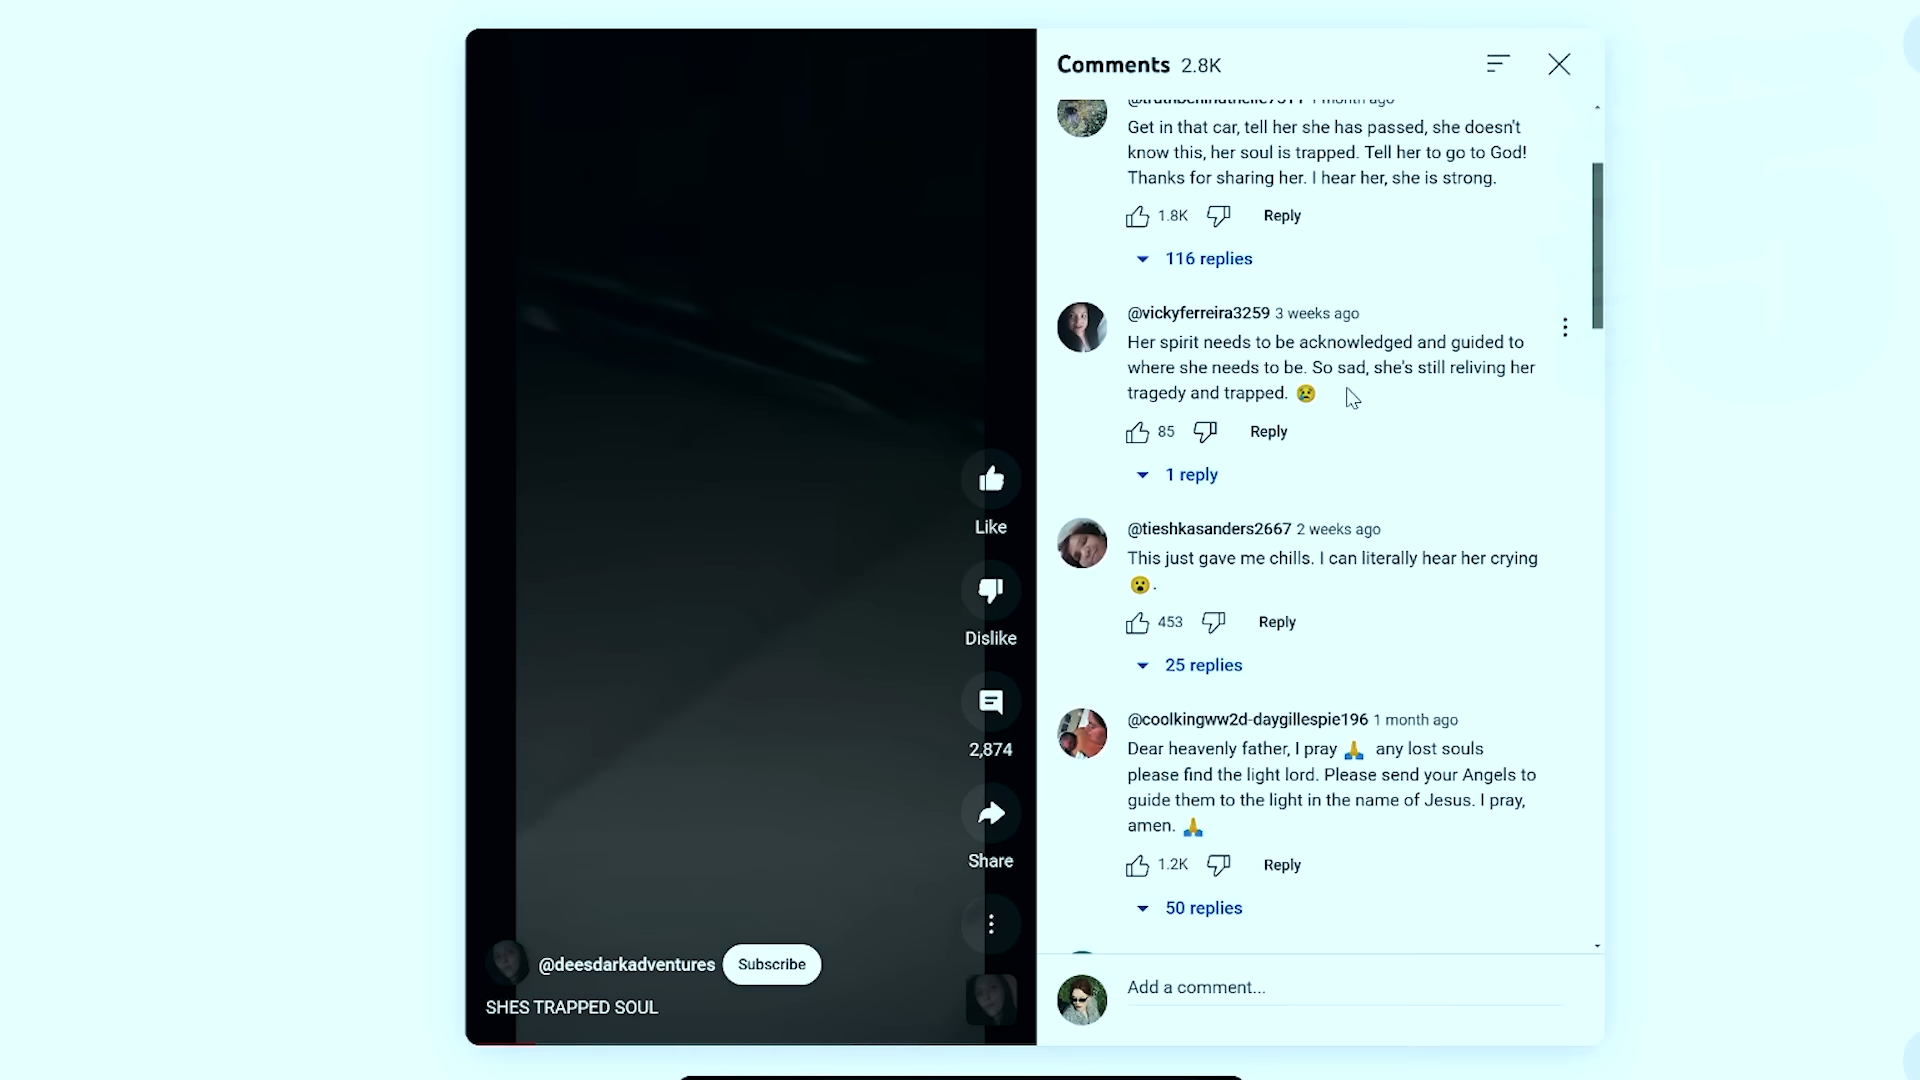 Comments 2.8K
1 month ago
Get in that car, tell her she has passed, she doesn't
know this, her soul is trapped. Tell her to go to God!
Thanks for sharing her. I hear her, she is strong.
1.8K Reply
116 replies
@vickyferreira3259 3 weeks ago
Her spirit needs to be acknowledged and guided to
where she needs to be. So sad, she's still reliving her
tragedy and trapped. 😢
85 Reply
1 reply
@tieshkasanders2667 2 weeks ago
This just gave me chills. I can literally hear her crying
😮.
453 Reply
25 replies
@coolkingww2d-daygillespie196 1 month ago
Dear heavenly father, I pray 🙏 any lost souls
please find the light lord. Please send your Angels to
guide them to the light in the name of Jesus. I pray,
amen. 🙏
1.2K Reply
50 replies
Add a comment...
Like
Dislike
2,874
Share
@deesdarkadventures Subscribe
SHES TRAPPED SOUL